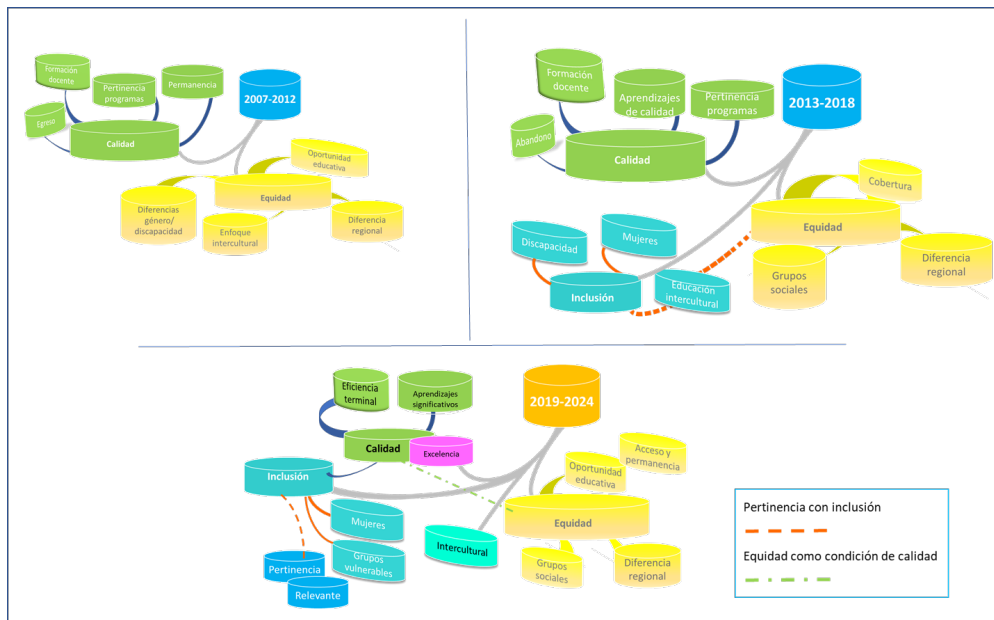 Formación
docente
Pertinencia
programas
Permanencia
2007-2012
Egreso
Calidad
Oportunidad
educativa
Equidad
Diferencias
género/
discapacidad
Enfoque
intercultural
Diferencia
regional
Formación
docente
Aprendizajes
de calidad
Pertinencia
programas
2013-2018
Abandono
Calidad
Cobertura
Equidad
Discapacidad
Mujeres
Inclusión
Educación
intercultural
Grupos
sociales
Diferencia
regional
Eficiencia
terminal
Aprendizajes
significativos
2019-2024
Calidad
Excelencia
Inclusión
Acceso y
permanencia
Oportunidad
educativa
Equidad
Mujeres
Intercultural
Grupos
vulnerables
Pertinencia
Relevante
Grupos
sociales
Diferencia
regional
Pertinencia con inclusión
Equidad como condición de calidad